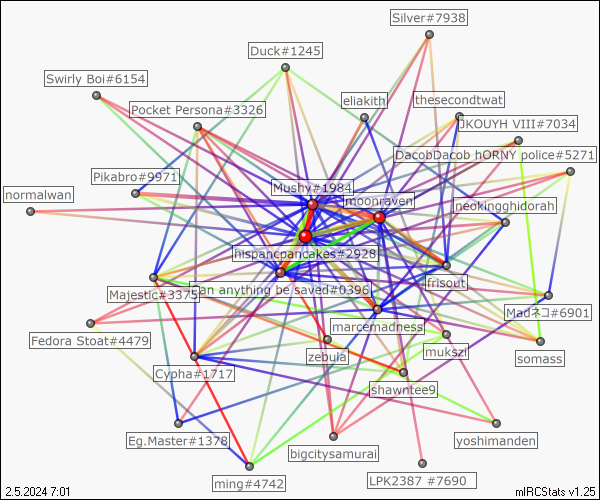 Silver#7938
Duck#1245
Swirly Boi#6154
eliakith
thesecondtwat
Pocket Persona#3326
JKOUYH VIII#7034
DacobDacob hORNY police#5271
Pikabro#9971
Mushy#1984
normalwan
moonraven
neckingghidorah
hispancpancakes#2928
frisout
Can anything be saved#0396
Majestic#3375
Madネコ#6901
marcemadness
Fedora Stoat#4479
zebula
mukszi
somass
Cypha#1717
shawntee9
Eg.Master#1378
yoshimanden
bigcitysamurai
ming#4742
LPK2387 #7690
2.5.2024 7:01
mIRCStats v1.25